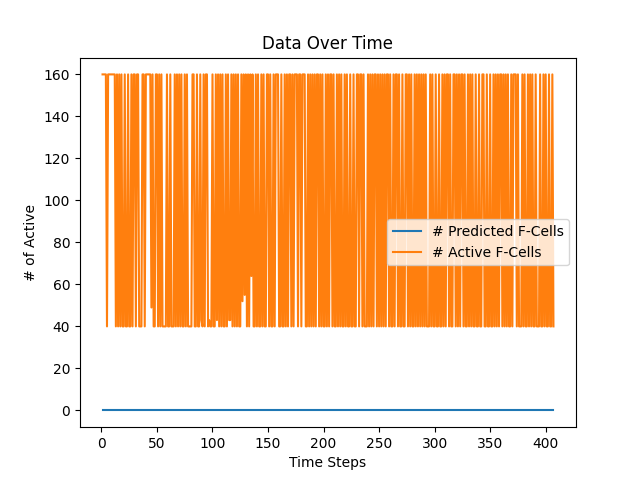 Data Over Time
# of Active
160
140
120
100
80
60
40
20
0
# Predicted F-Cells
# Active F-Cells
0 50 100 150 200 250 300 350 400
Time Steps